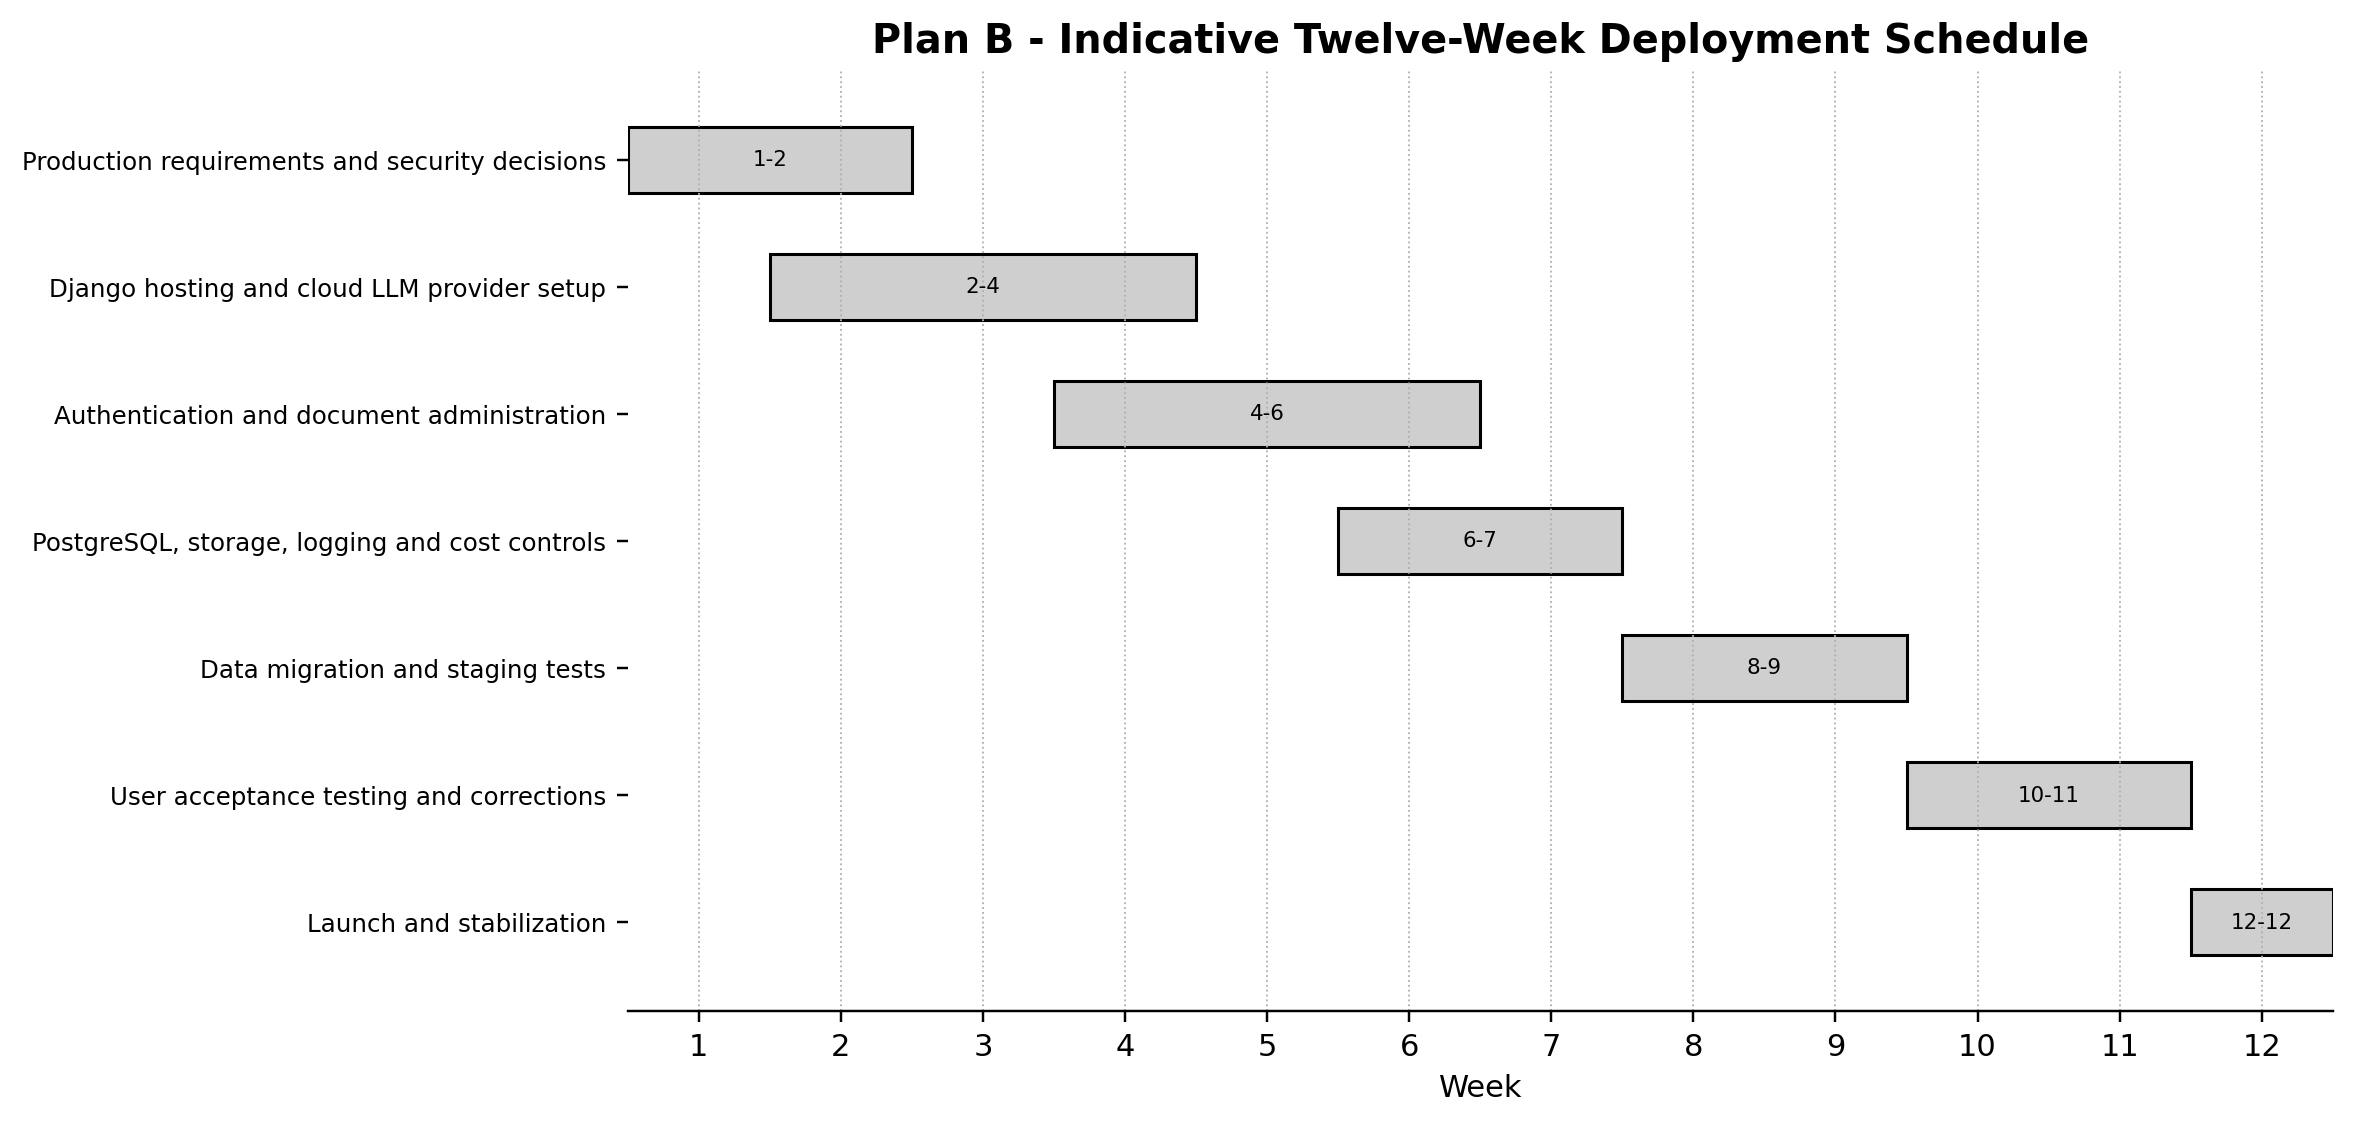 Plan B - Indicative Twelve-Week Deployment Schedule
Production requirements and security decisions
1-2
Django hosting and cloud LLM provider setup
2-4
Authentication and document administration
4-6
PostgreSQL, storage, logging and cost controls
6-7
Data migration and staging tests
8-9
User acceptance testing and corrections
10-11
Launch and stabilization
12-12
1 2 3 4 5 6 7 8 9 10 11 12
Week